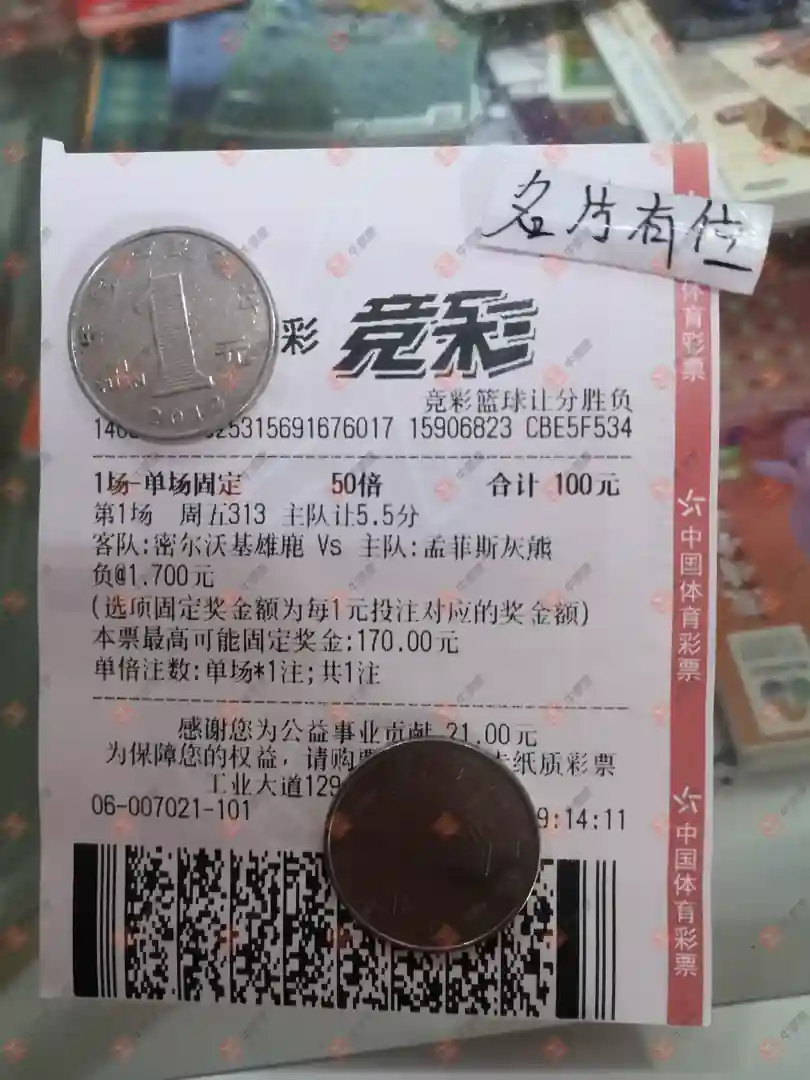 名片有位
1
元
2012
彩 竞彩
竞彩篮球让分胜负
25315691676017 15906823 CBE5F534
1场-单场固定 50倍 合计 100元
第1场 周五313 主队让5.5分
客队:密尔沃基雄鹿 Vs 主队:孟菲斯灰熊
负@1.700元
(选项固定奖金额为每1元投注对应的奖金额)
本票最高可能固定奖金:170.00元
单倍注数:单场*1注;共1注
感谢您为公益事业贡献 21.00元
为保障您的权益,请购 纸质彩票
工业大道129
06-007021-101 9:14:11
体育彩票
中国体育彩票
中国体育彩票